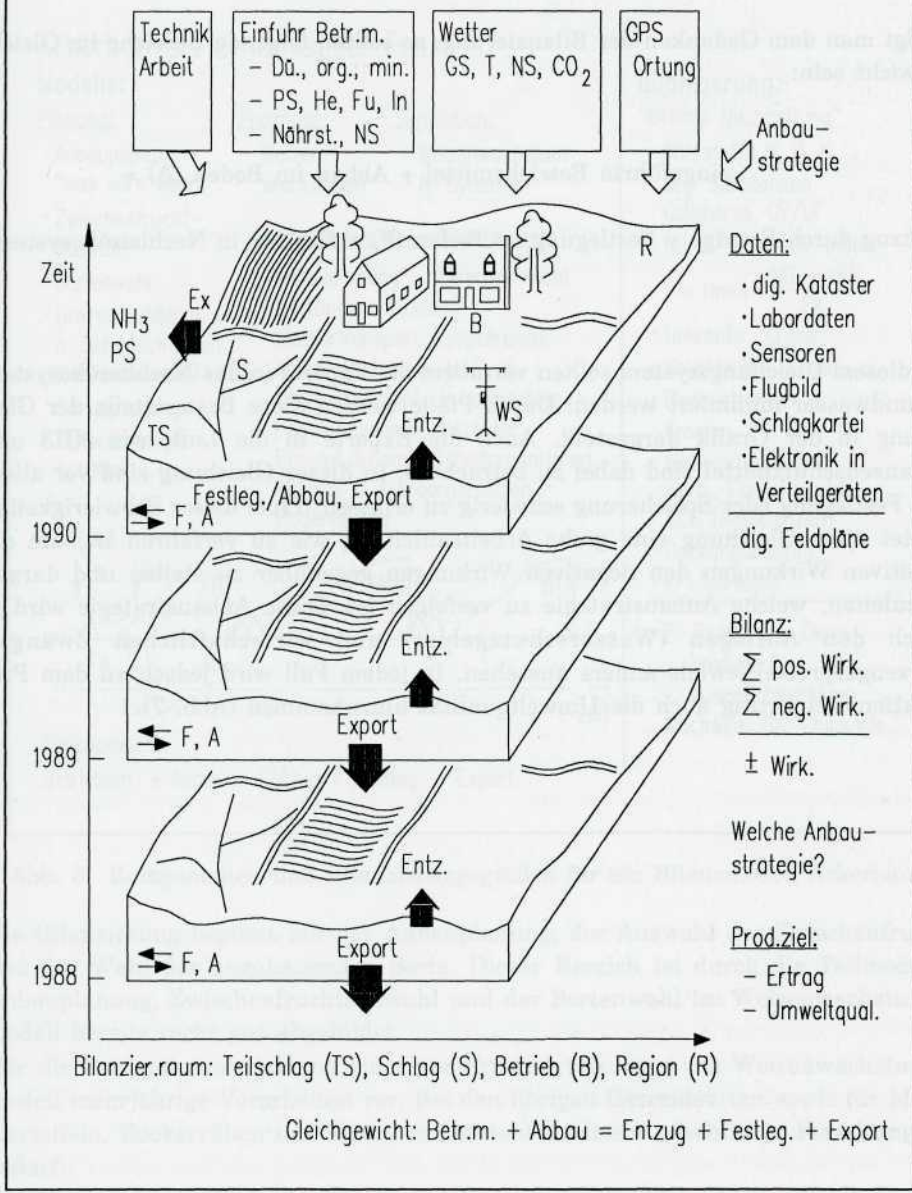 Technik
Arbeit
Einfuhr Betr.m.
– Dü., org., min.
– PS, He, Fu, In
– Nährst., NS
Wetter
GS, T, NS, CO2
GPS
Ortung
Anbau–
strategie
Zeit
R
Ex
NH3
PS
S
B
TS
WS
Entz.
Festleg./Abbau, Export
F, A
1990
Entz.
Export
F, A
1989
Entz.
Export
F, A
1988
Daten:
· dig. Kataster
· Labordaten
· Sensoren
· Flugbild
· Schlagkartei
· Elektronik in
Verteilgeräten
dig. Feldpläne
Bilanz:
Σ pos. Wirk.
Σ neg. Wirk.
± Wirk.
Welche Anbau–
strategie?
Prod.ziel:
– Ertrag
– Umweltqual.
Bilanzier.raum: Teilschlag (TS), Schlag (S), Betrieb (B), Region (R)
Gleichgewicht: Betr.m. + Abbau = Entzug + Festleg. + Export